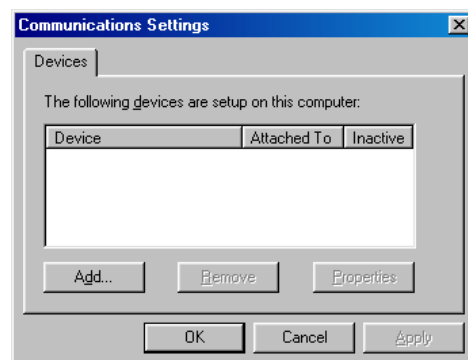 Communications Settings
Devices
The following devices are setup on this computer:
Device Attached To Inactive
Add... Remove Properties
OK Cancel Apply